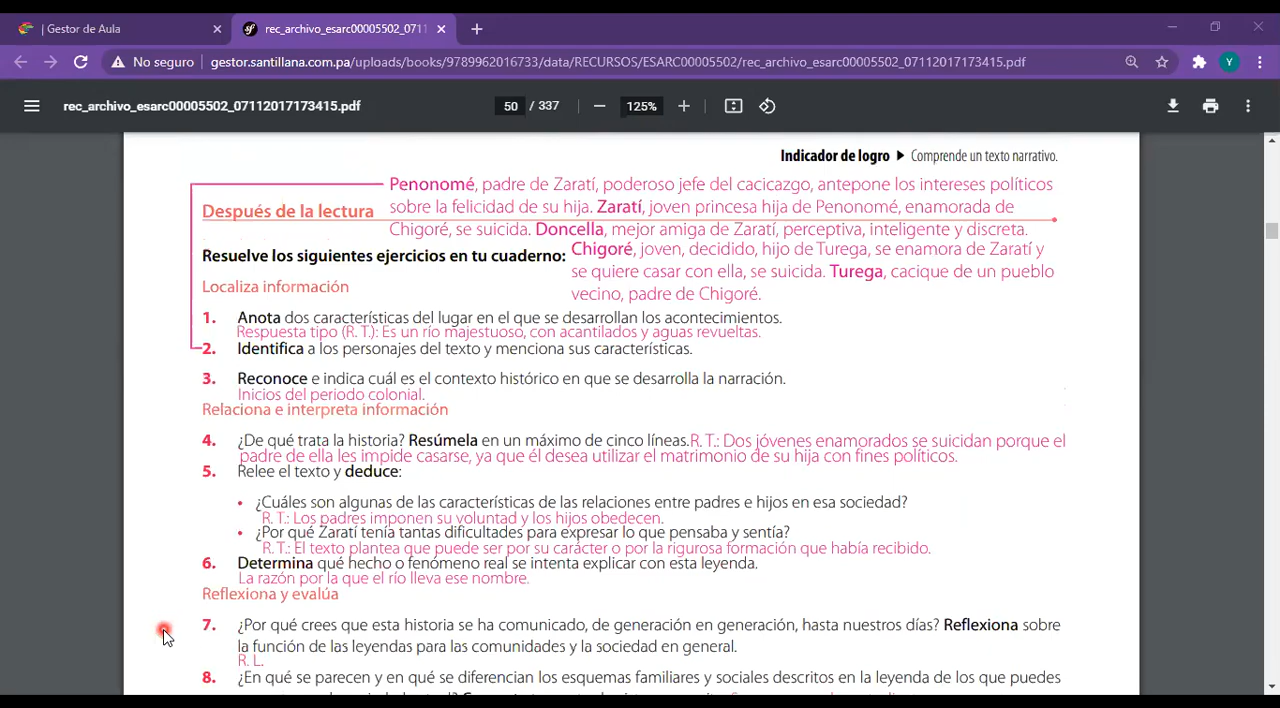 | Gestor de Aula
rec_archivo_esarc00005502_0711
No seguro
gestor.santillana.com.pa/uploads/books/9789962016733/data/RECURSOS/ESARC00005502/rec_archivo_esarc00005502_07112017173415.pdf
Y
rec_archivo_esarc00005502_07112017173415.pdf
50 / 337
125%
Indicador de logro ▶ Comprende un texto narrativo.
Penonomé, padre de Zaratí, poderoso jefe del cacicazgo, antepone los intereses políticos
sobre la felicidad de su hija. Zaratí, joven princesa hija de Penonomé, enamorada de
Después de la lectura
Chigoré, se suicida. Doncella, mejor amiga de Zaratí, perceptiva, inteligente y discreta.
Chigoré, joven, decidido, hijo de Turega, se enamora de Zaratí y
Resuelve los siguientes ejercicios en tu cuaderno:
se quiere casar con ella, se suicida. Turega, cacique de un pueblo
Localiza información
vecino, padre de Chigoré.
1. Anota dos características del lugar en el que se desarrollan los acontecimientos.
Respuesta tipo (R. T.): Es un río majestuoso, con acantilados y aguas revueltas.
2. Identifica a los personajes del texto y menciona sus características.
3. Reconoce e indica cuál es el contexto histórico en que se desarrolla la narración.
Inicios del periodo colonial.
Relaciona e interpreta información
4. ¿De qué trata la historia? Resúmela en un máximo de cinco líneas.R. T.: Dos jóvenes enamorados se suicidan porque el
padre de ella les impide casarse, ya que él desea utilizar el matrimonio de su hija con fines políticos.
5. Relee el texto y deduce:
• ¿Cuáles son algunas de las características de las relaciones entre padres e hijos en esa sociedad?
R. T.: Los padres imponen su voluntad y los hijos obedecen.
• ¿Por qué Zaratí tenía tantas dificultades para expresar lo que pensaba y sentía?
R. T.: El texto plantea que puede ser por su carácter o por la rigurosa formación que había recibido.
6. Determina qué hecho o fenómeno real se intenta explicar con esta leyenda.
La razón por la que el río lleva ese nombre.
Reflexiona y evalúa
7. ¿Por qué crees que esta historia se ha comunicado, de generación en generación, hasta nuestros días? Reflexiona sobre
la función de las leyendas para las comunidades y la sociedad en general.
R. L.
8. ¿En qué se parecen y en qué se diferencian los esquemas familiares y sociales descritos en la leyenda de los que puedes